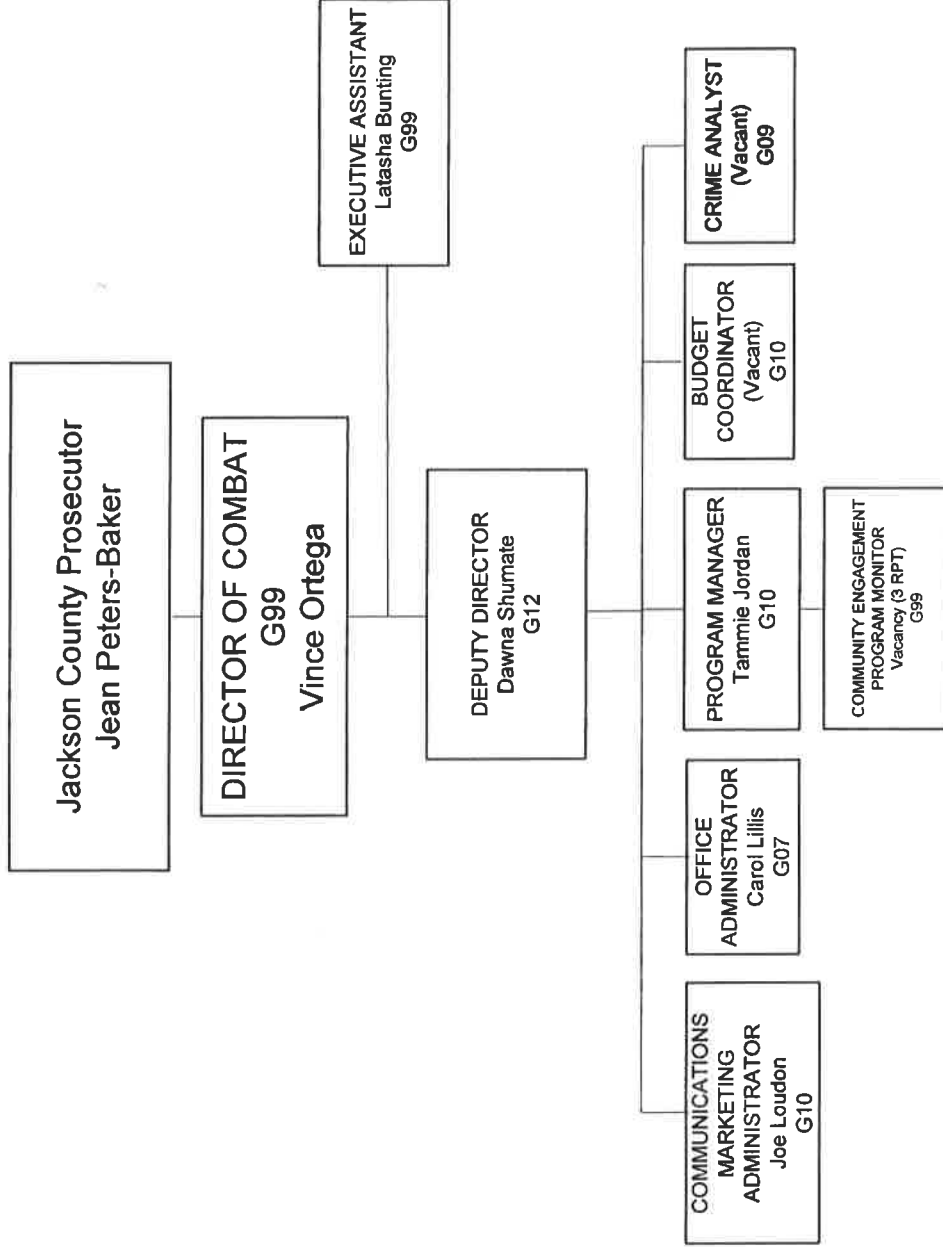 Jackson County Prosecutor
Jean Peters-Baker
DIRECTOR OF COMBAT
G99
Vince Ortega
EXECUTIVE ASSISTANT
Latasha Bunting
G99
DEPUTY DIRECTOR
Dawna Shumate
G12
COMMUNICATIONS
MARKETING
ADMINISTRATOR
Joe Loudon
G10
OFFICE
ADMINISTRATOR
Carol Lillis
G07
PROGRAM MANAGER
Tammie Jordan
G10
BUDGET
COORDINATOR
(Vacant)
G10
CRIME ANALYST
(Vacant)
G09
COMMUNITY ENGAGEMENT
PROGRAM MONITOR
Vacancy (3 RPT)
G99